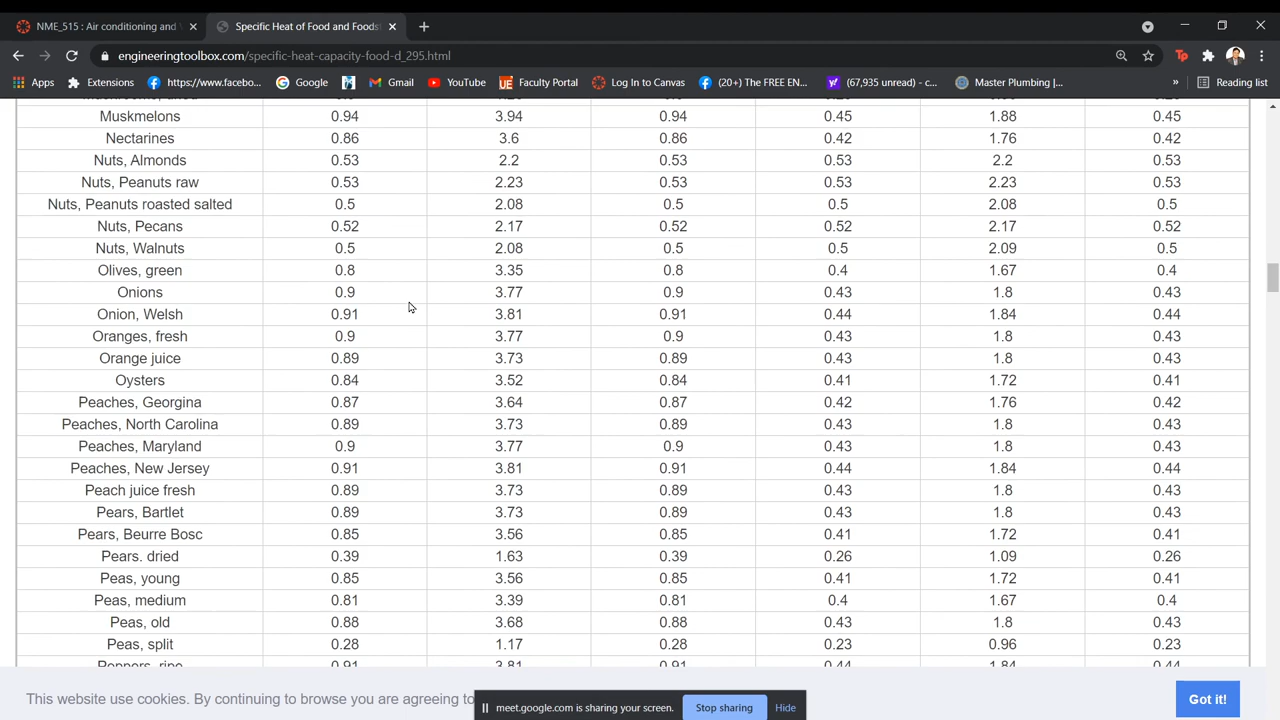 NME_515 : Air conditioning and
Specific Heat of Food and Foods
engineeringtoolbox.com/specific-heat-capacity-food-d_295.html
Apps Extensions https://www.facebo... Google Gmail YouTube Faculty Portal Log In to Canvas (20+) The FREE EN... (67,935 unread) - c... Master Plumbing |... » Reading list
Muskmelons 0.94 3.94 0.94 0.45 1.88 0.45
Nectarines 0.86 3.6 0.86 0.42 1.76 0.42
Nuts, Almonds 0.53 2.2 0.53 0.53 2.2 0.53
Nuts, Peanuts raw 0.53 2.23 0.53 0.53 2.23 0.53
Nuts, Peanuts roasted salted 0.5 2.08 0.5 0.5 2.08 0.5
Nuts, Pecans 0.52 2.17 0.52 0.52 2.17 0.52
Nuts, Walnuts 0.5 2.08 0.5 0.5 2.09 0.5
Olives, green 0.8 3.35 0.8 0.4 1.67 0.4
Onions 0.9 3.77 0.9 0.43 1.8 0.43
Onion, Welsh 0.91 3.81 0.91 0.44 1.84 0.44
Oranges, fresh 0.9 3.77 0.9 0.43 1.8 0.43
Orange juice 0.89 3.73 0.89 0.43 1.8 0.43
Oysters 0.84 3.52 0.84 0.41 1.72 0.41
Peaches, Georgina 0.87 3.64 0.87 0.42 1.76 0.42
Peaches, North Carolina 0.89 3.73 0.89 0.43 1.8 0.43
Peaches, Maryland 0.9 3.77 0.9 0.43 1.8 0.43
Peaches, New Jersey 0.91 3.81 0.91 0.44 1.84 0.44
Peach juice fresh 0.89 3.73 0.89 0.43 1.8 0.43
Pears, Bartlet 0.89 3.73 0.89 0.43 1.8 0.43
Pears, Beurre Bosc 0.85 3.56 0.85 0.41 1.72 0.41
Pears. dried 0.39 1.63 0.39 0.26 1.09 0.26
Peas, young 0.85 3.56 0.85 0.41 1.72 0.41
Peas, medium 0.81 3.39 0.81 0.4 1.67 0.4
Peas, old 0.88 3.68 0.88 0.43 1.8 0.43
Peas, split 0.28 1.17 0.28 0.23 0.96 0.23
Peppers, ripe 0.91 3.81 0.91 0.44 1.84 0.44
This website use cookies. By continuing to browse you are agreeing to
Got it!
meet.google.com is sharing your screen. Stop sharing Hide